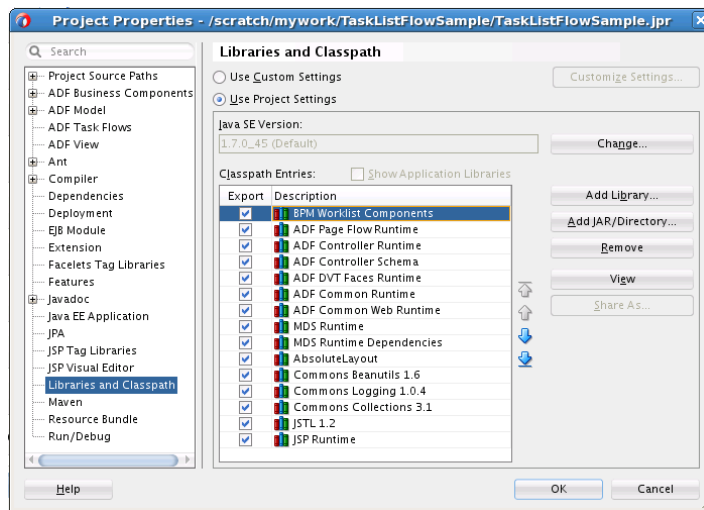 Project Properties - /scratch/mywork/TaskListFlowSample/TaskListFlowSample.jpr
Search
Project Source Paths
ADF Business Components
ADF Model
ADF Task Flows
ADF View
Ant
Compiler
Dependencies
Deployment
EJB Module
Extension
Facelets Tag Libraries
Features
Javadoc
Java EE Application
JPA
JSP Tag Libraries
JSP Visual Editor
Libraries and Classpath
Maven
Resource Bundle
Run/Debug
Libraries and Classpath
Use Custom Settings
Customize Settings...
Use Project Settings
Java SE Version:
1.7.0_45 (Default)
Change...
Classpath Entries:
Show Application Libraries
Export Description
BPM Worklist Components
ADF Page Flow Runtime
ADF Controller Runtime
ADF Controller Schema
ADF DVT Faces Runtime
ADF Common Runtime
ADF Common Web Runtime
MDS Runtime
MDS Runtime Dependencies
AbsoluteLayout
Commons Beanutils 1.6
Commons Logging 1.0.4
Commons Collections 3.1
JSTL 1.2
JSP Runtime
Add Library...
Add JAR/Directory...
Remove
View
Share As...
Help
OK
Cancel